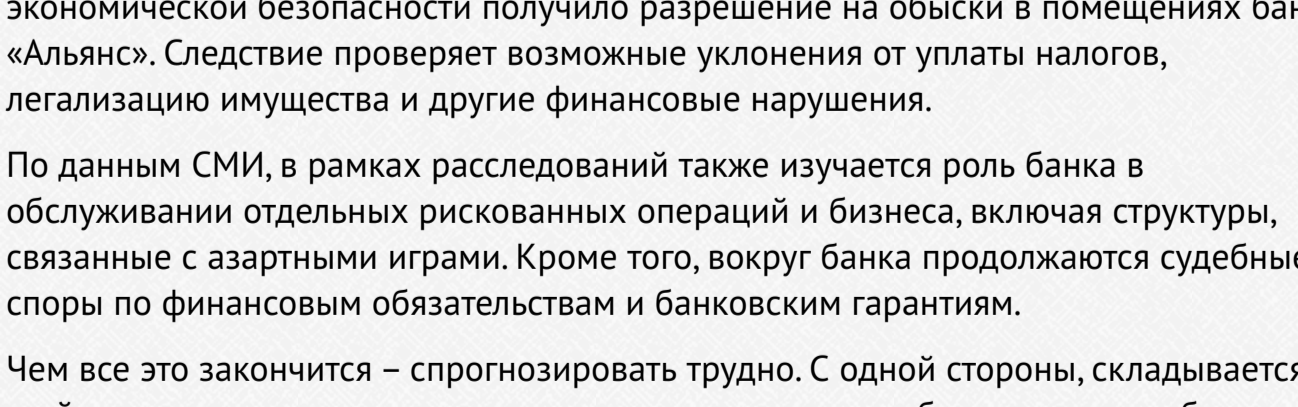 экономической безопасности получило разрешение на обыски в помещениях
«Альянс». Следствие проверяет возможные уклонения от уплаты налогов,
легализацию имущества и другие финансовые нарушения.
По данным СМИ, в рамках расследований также изучается роль банка в
обслуживании отдельных рискованных операций и бизнеса, включая структуры,
связанные с азартными играми. Кроме того, вокруг банка продолжаются судебные
споры по финансовым обязательствам и банковским гарантиям.
Чем все это закончится – спрогнозировать трудно. С одной стороны, складывается